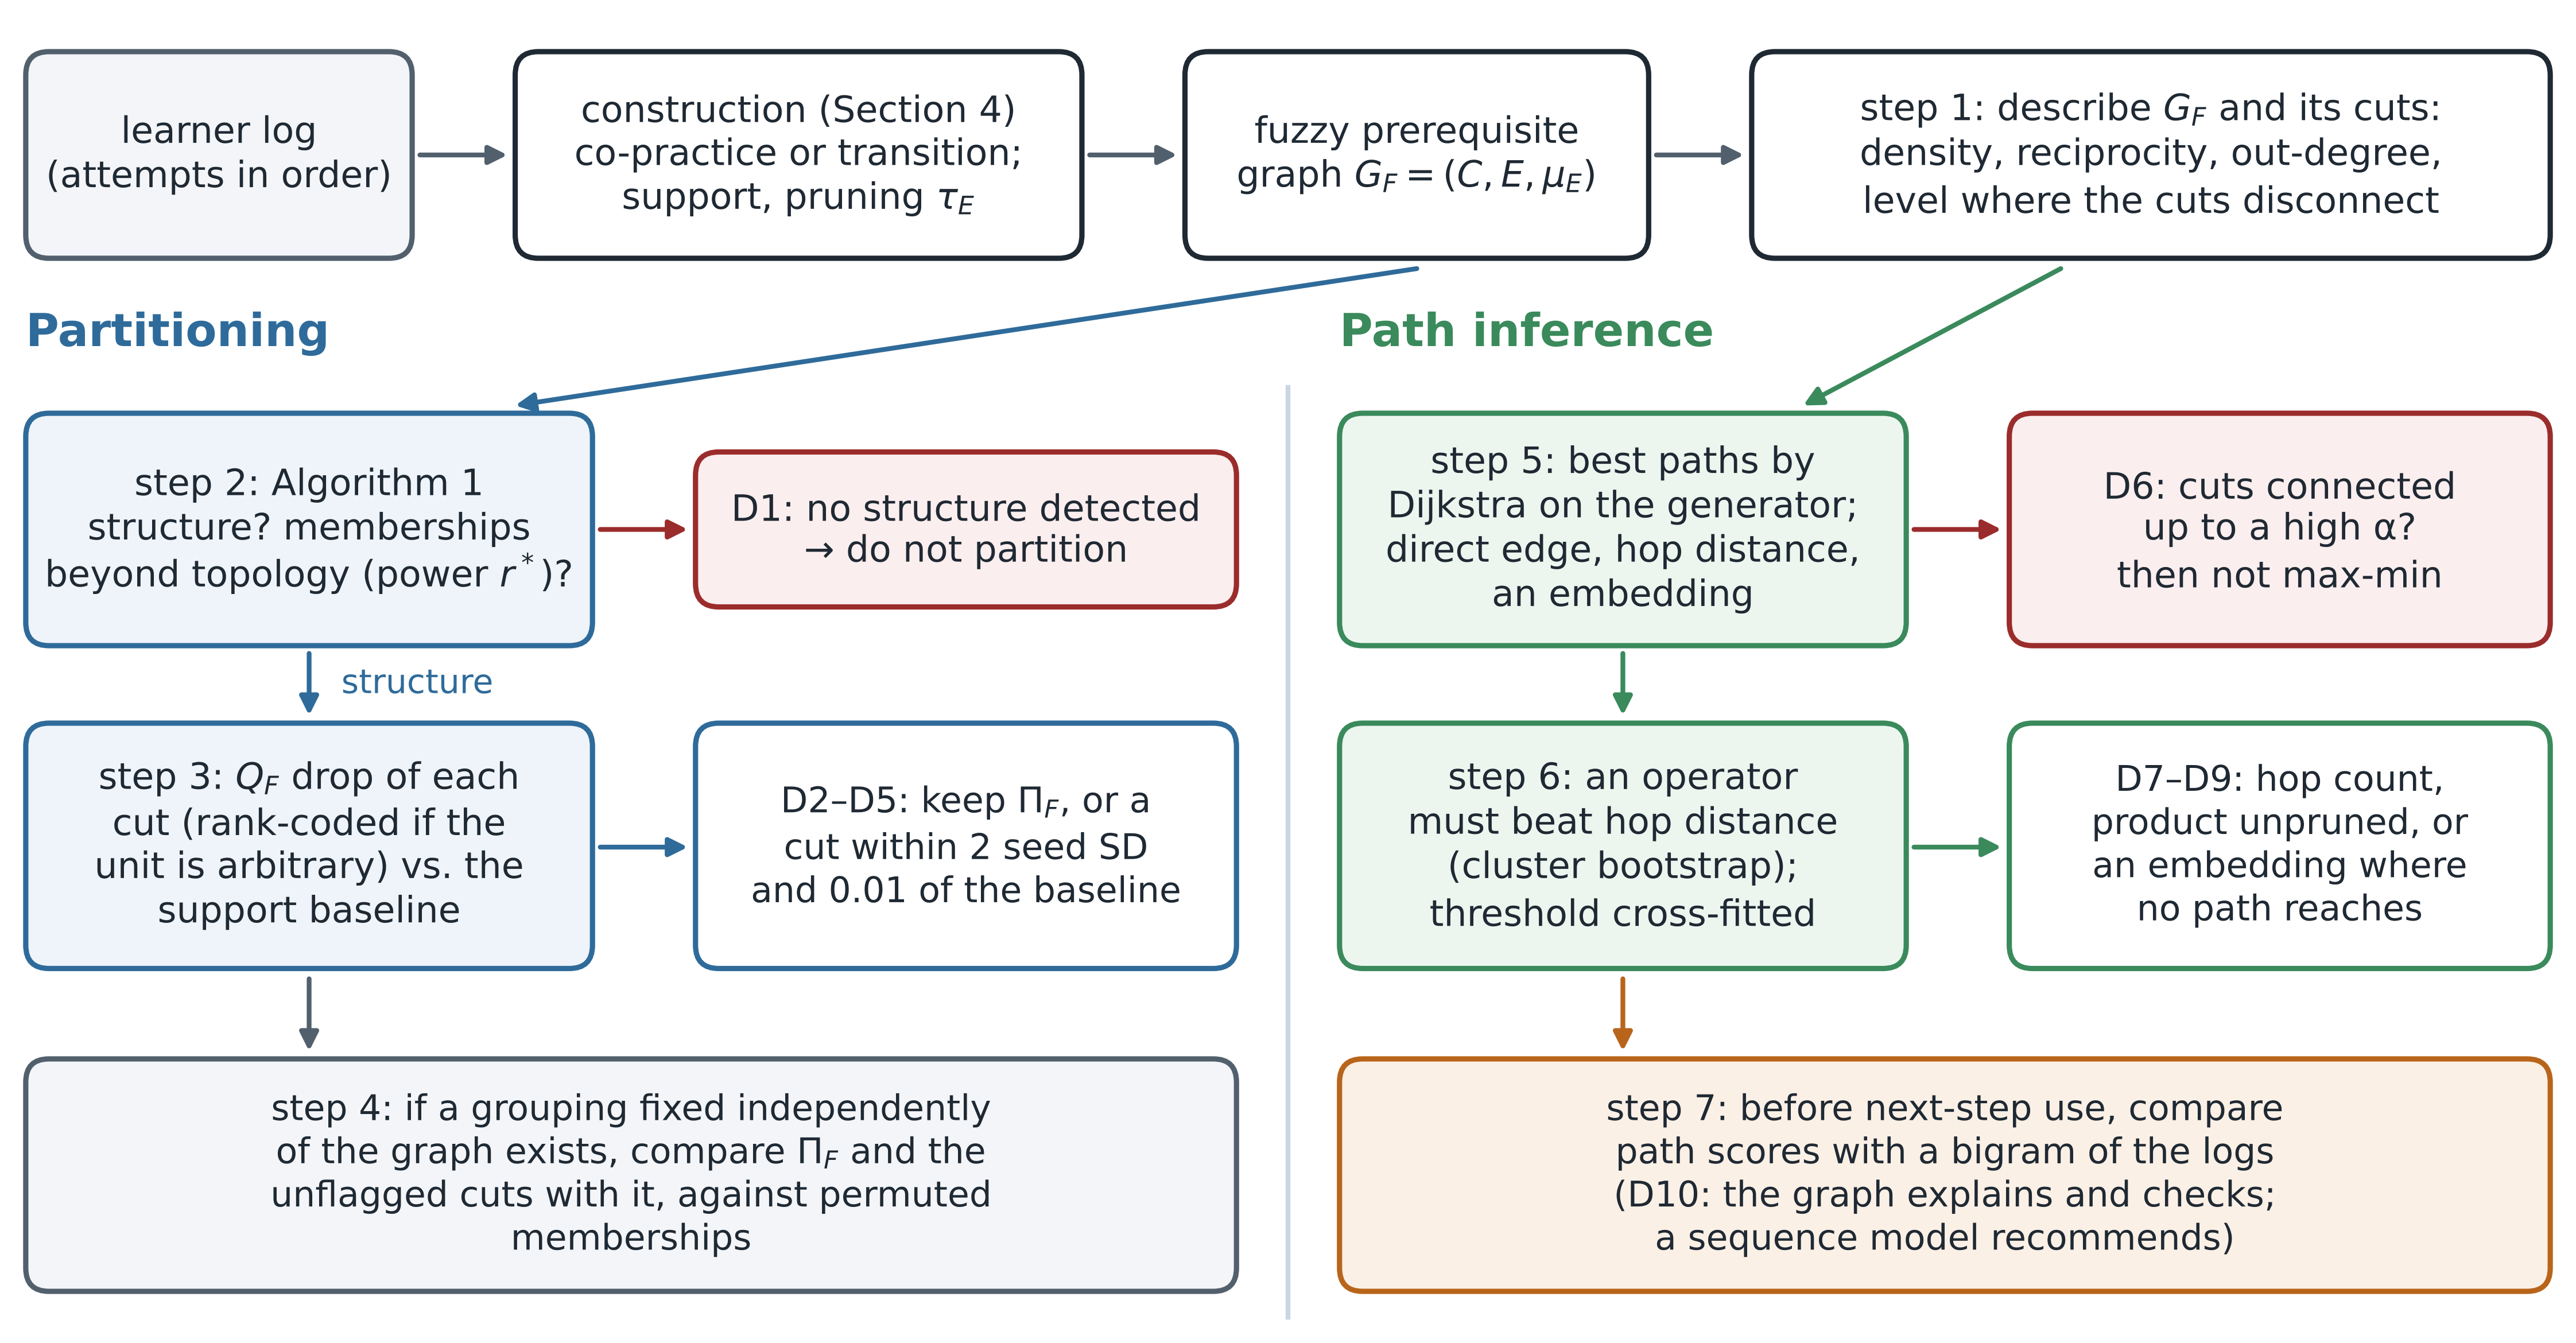 learner log
(attempts in order)
construction (Section 4)
co-practice or transition;
support, pruning τ_E
fuzzy prerequisite
graph G_F = (C, E, μ_E)
step 1: describe G_F and its cuts:
density, reciprocity, out-degree,
level where the cuts disconnect
Partitioning
step 2: Algorithm 1
structure? memberships
beyond topology (power r*)?
D1: no structure detected
→ do not partition
structure
step 3: Q_F drop of each
cut (rank-coded if the
unit is arbitrary) vs. the
support baseline
D2–D5: keep Π_F, or a
cut within 2 seed SD
and 0.01 of the baseline
step 4: if a grouping fixed independently
of the graph exists, compare Π_F and the
unflagged cuts with it, against permuted
memberships
Path inference
step 5: best paths by
Dijkstra on the generator;
direct edge, hop distance,
an embedding
D6: cuts connected
up to a high α?
then not max-min
step 6: an operator
must beat hop distance
(cluster bootstrap);
threshold cross-fitted
D7–D9: hop count,
product unpruned, or
an embedding where
no path reaches
step 7: before next-step use, compare
path scores with a bigram of the logs
(D10: the graph explains and checks;
a sequence model recommends)